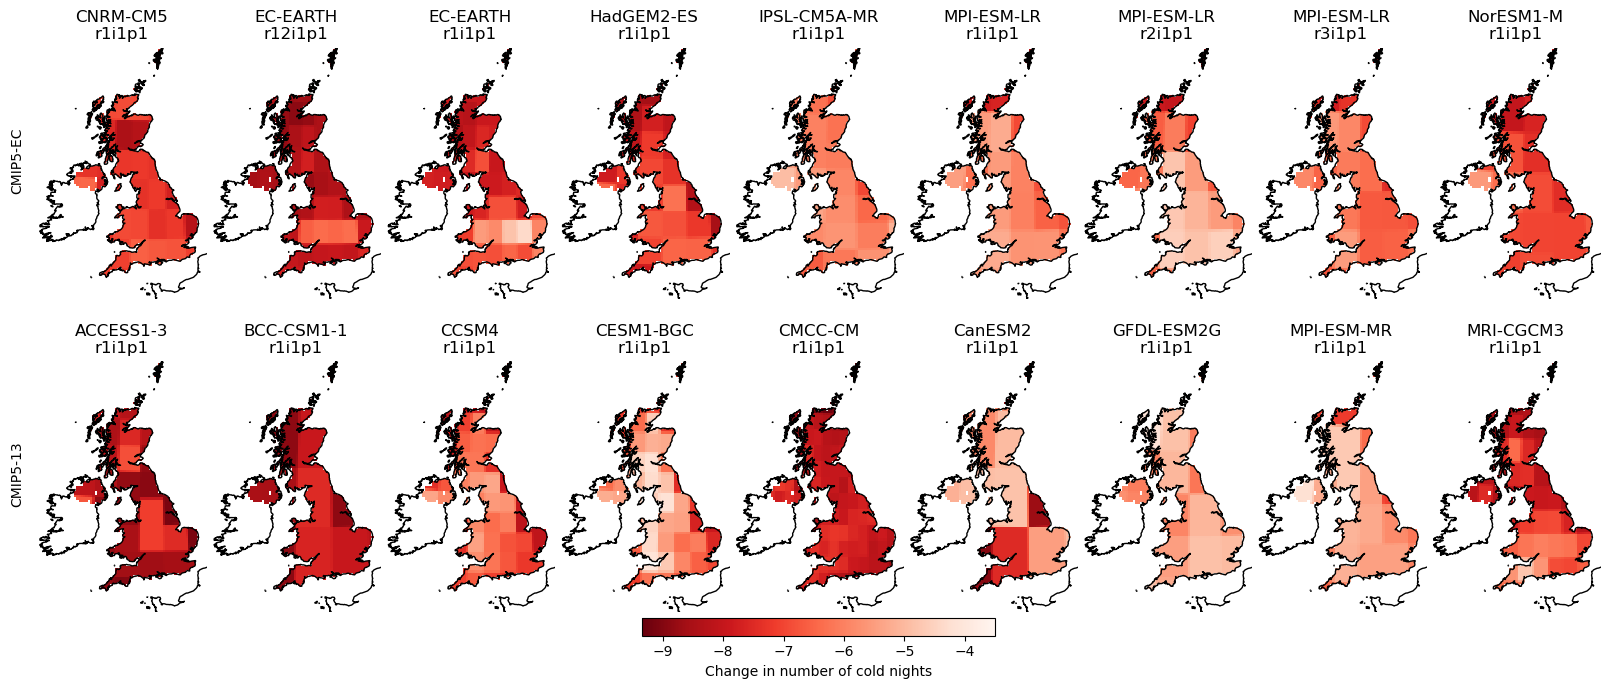 CNRM-CM5 EC-EARTH EC-EARTH HadGEM2-ES IPSL-CM5A-MR MPI-ESM-LR MPI-ESM-LR MPI-ESM-LR NorESM1-M
r1i1p1 r12i1p1 r1i1p1 r1i1p1 r1i1p1 r1i1p1 r2i1p1 r3i1p1 r1i1p1
CMIP5-EC
ACCESS1-3 BCC-CSM1-1 CCSM4 CESM1-BGC CMCC-CM CanESM2 GFDL-ESM2G MPI-ESM-MR MRI-CGCM3
r1i1p1 r1i1p1 r1i1p1 r1i1p1 r1i1p1 r1i1p1 r1i1p1 r1i1p1 r1i1p1
CMIP5-13
−9 −8 −7 −6 −5 −4
Change in number of cold nights